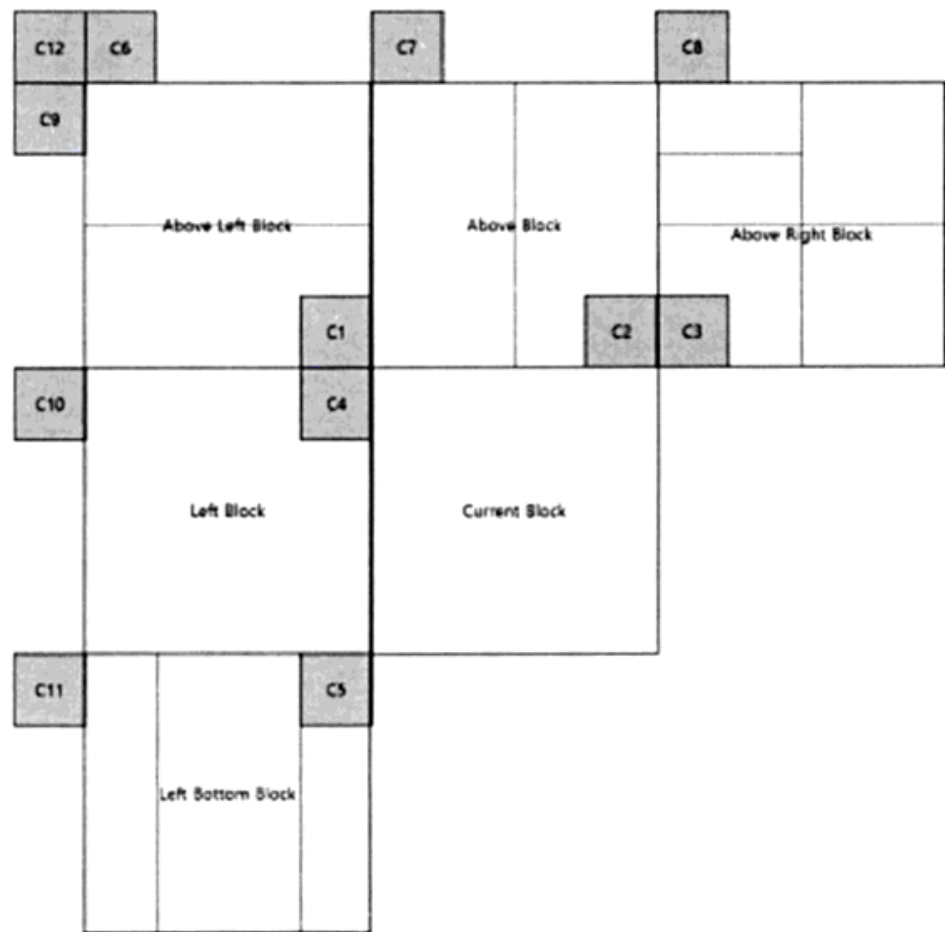 C12 C6 C7 C8
C9
Above Left Block Above Block Above Right Block
C1 C2 C3
C10 C4
Left Block Current Block
C11 C5
Left Bottom Block